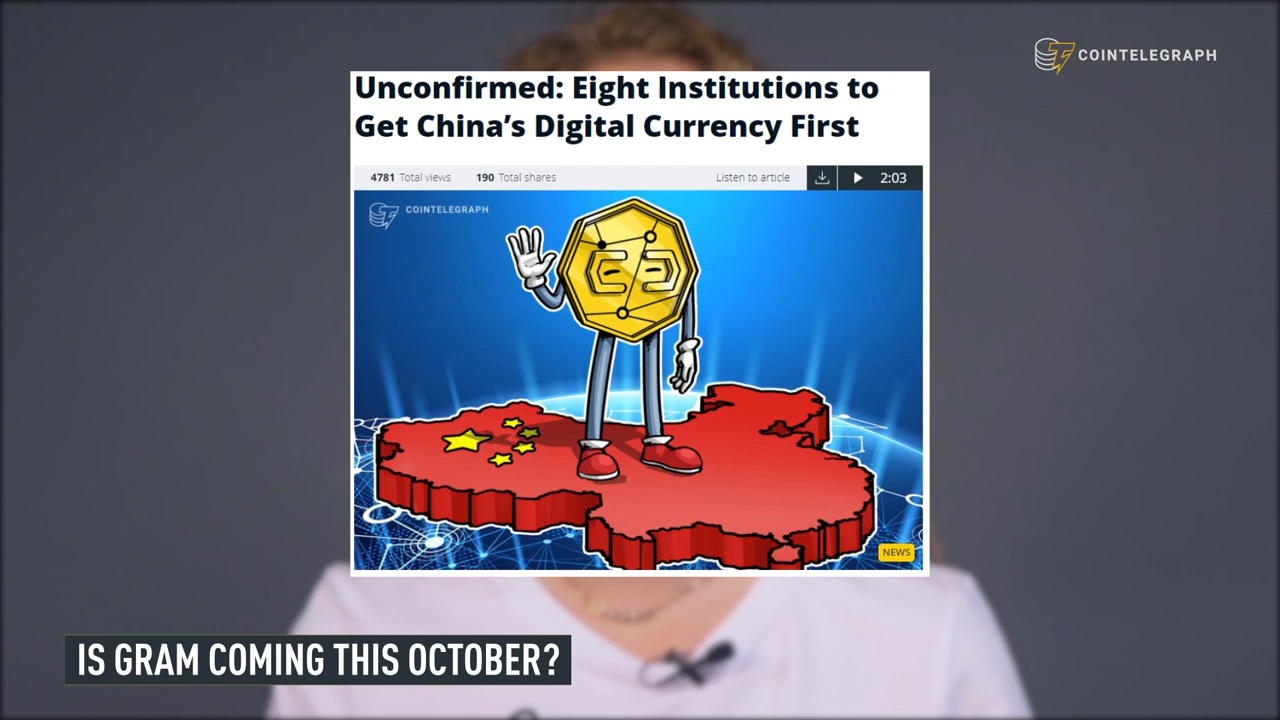 COINTELEGRAPH
Unconfirmed: Eight Institutions to
Get China's Digital Currency First
4781 Total views 190 Total shares Listen to article 2:03
COINTELEGRAPH
NEWS
IS GRAM COMING THIS OCTOBER?